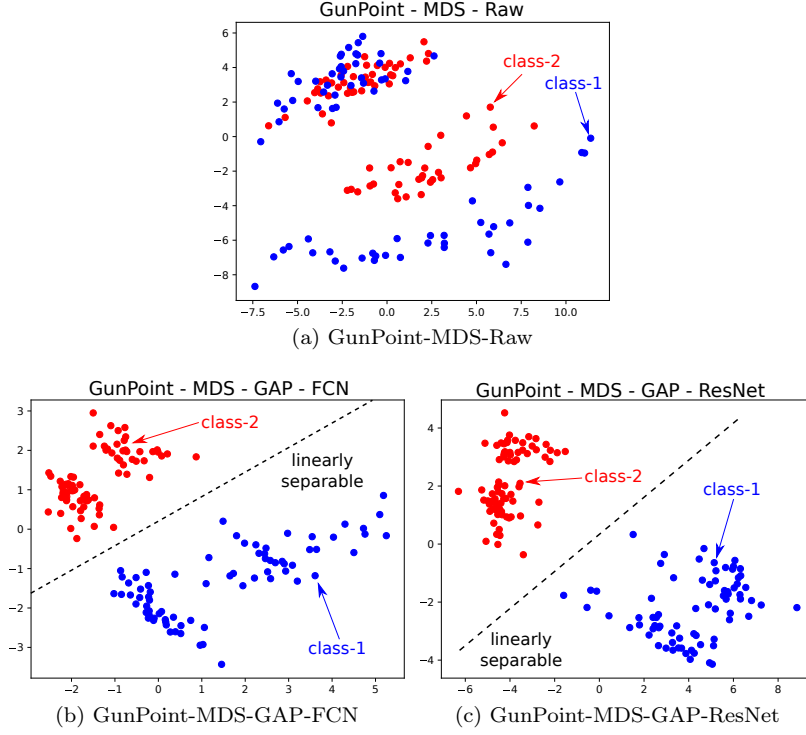 GunPoint - MDS - Raw
6
4
2
0
−2
−4
−6
−8
−7.5
−5.0
−2.5
0.0
2.5
5.0
7.5
10.0
class-2
class-1
(a) GunPoint-MDS-Raw
GunPoint - MDS - GAP - FCN
3
2
1
0
−1
−2
−3
−2
−1
0
1
2
3
4
5
class-2
linearly
separable
class-1
(b) GunPoint-MDS-GAP-FCN
GunPoint - MDS - GAP - ResNet
4
2
0
−2
−4
−6
−4
−2
0
2
4
6
8
class-2
class-1
linearly
separable
(c) GunPoint-MDS-GAP-ResNet